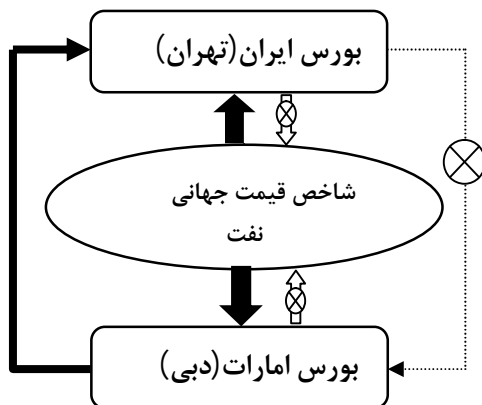 بورس ایران(تهران)
شاخص قیمت جهانی
نفت
بورس امارات(دبی)